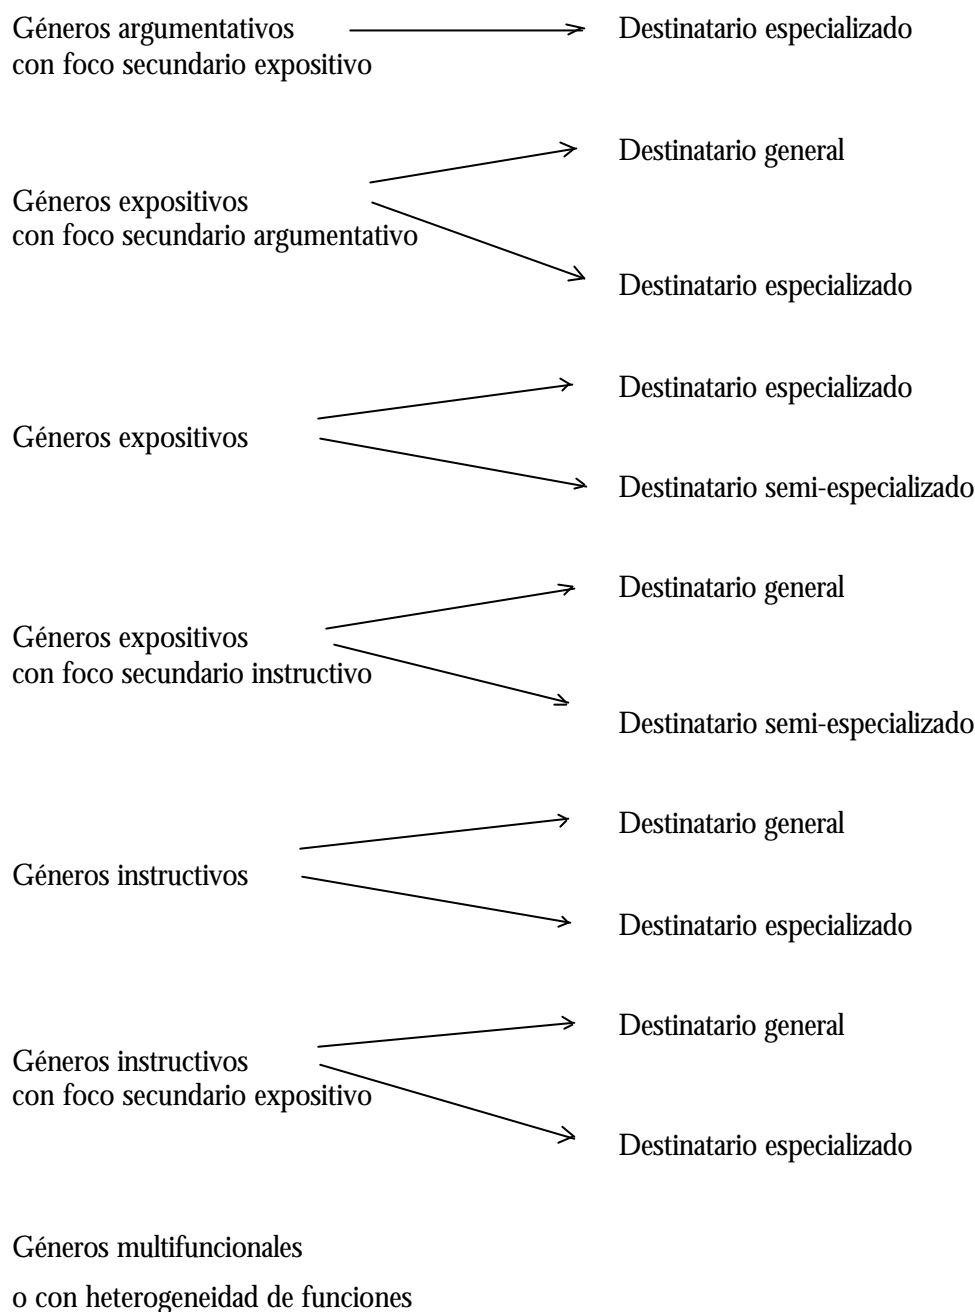 Géneros argumentativos
con foco secundario expositivo
Destinatario especializado
Géneros expositivos
con foco secundario argumentativo
Destinatario general
Destinatario especializado
Géneros expositivos
Destinatario especializado
Destinatario semi-especializado
Géneros expositivos
con foco secundario instructivo
Destinatario general
Destinatario semi-especializado
Géneros instructivos
Destinatario general
Destinatario especializado
Géneros instructivos
con foco secundario expositivo
Destinatario general
Destinatario especializado
Géneros multifuncionales
o con heterogeneidad de funciones